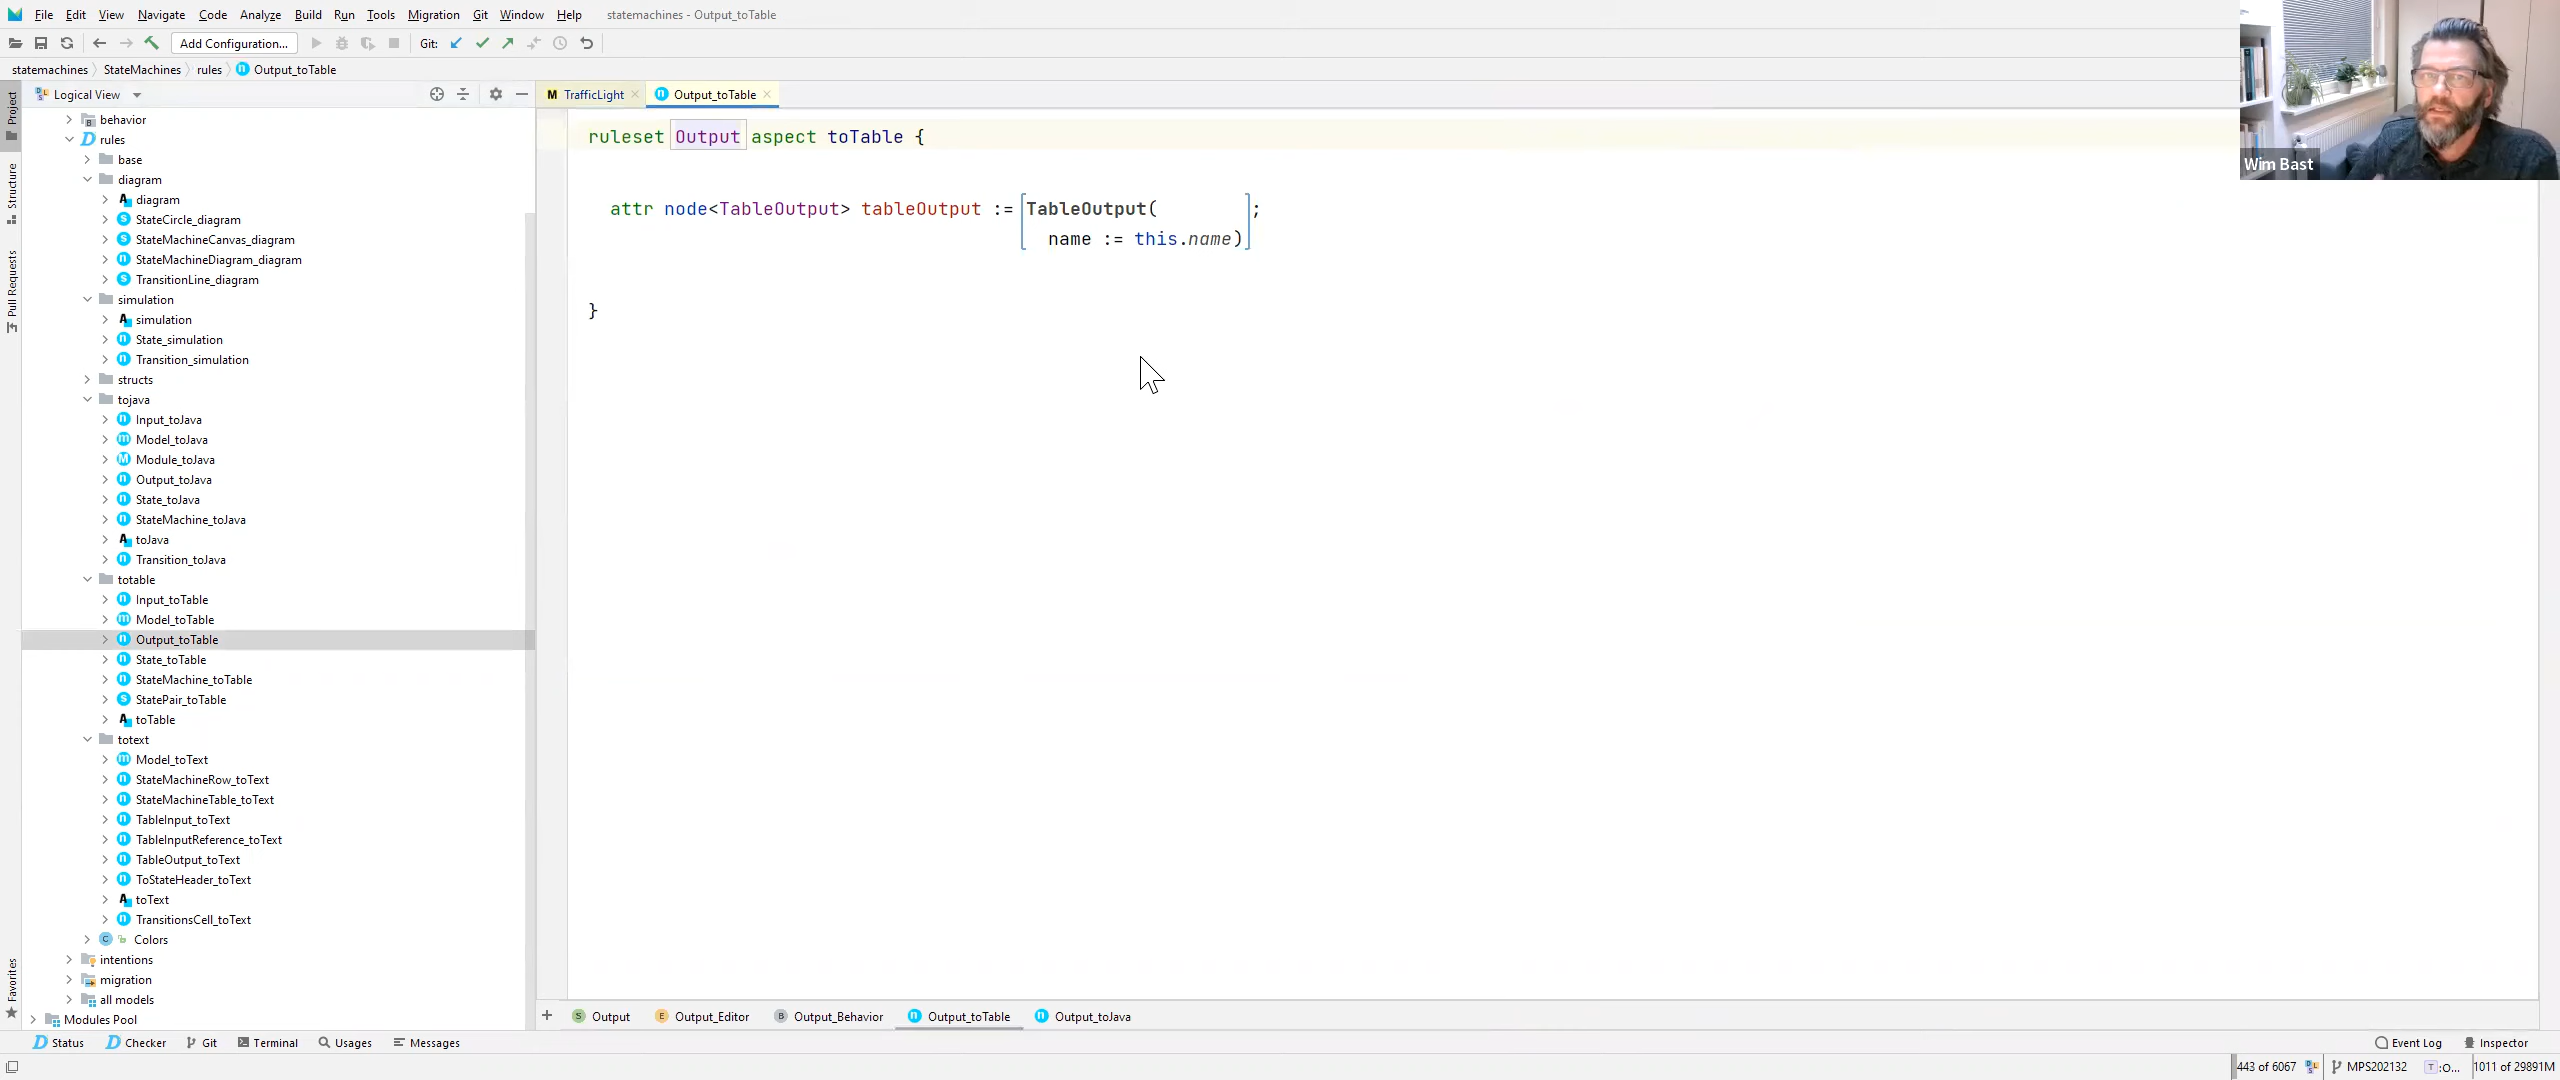 File Edit View Navigate Code Analyze Build Run Tools Migration Git Window Help statemachines - Output_toTable
Add Configuration... Git:
statemachines StateMachines rules Output_toTable
Project
Structure
Pull Requests
Favorites
Logical View
behavior
rules
base
diagram
diagram
StateCircle_diagram
StateMachineCanvas_diagram
StateMachineDiagram_diagram
TransitionLine_diagram
simulation
simulation
State_simulation
Transition_simulation
structs
tojava
Input_toJava
Model_toJava
Module_toJava
Output_toJava
State_toJava
StateMachine_toJava
toJava
Transition_toJava
totable
Input_toTable
Model_toTable
Output_toTable
State_toTable
StateMachine_toTable
StatePair_toTable
toTable
totext
Model_toText
StateMachineRow_toText
StateMachineTable_toText
TableInput_toText
TableInputReference_toText
TableOutput_toText
ToStateHeader_toText
toText
TransitionsCell_toText
Colors
intentions
migration
all models
Modules Pool
TrafficLight Output_toTable
ruleset Output aspect toTable {
attr node<TableOutput> tableOutput := TableOutput( ;
name := this.name)
}
Wim Bast
Output Output_Editor Output_Behavior Output_toTable Output_toJava
Status Checker Git Terminal Usages Messages Event Log Inspector
443 of 6067 MPS202132 T :O... 1011 of 29891M